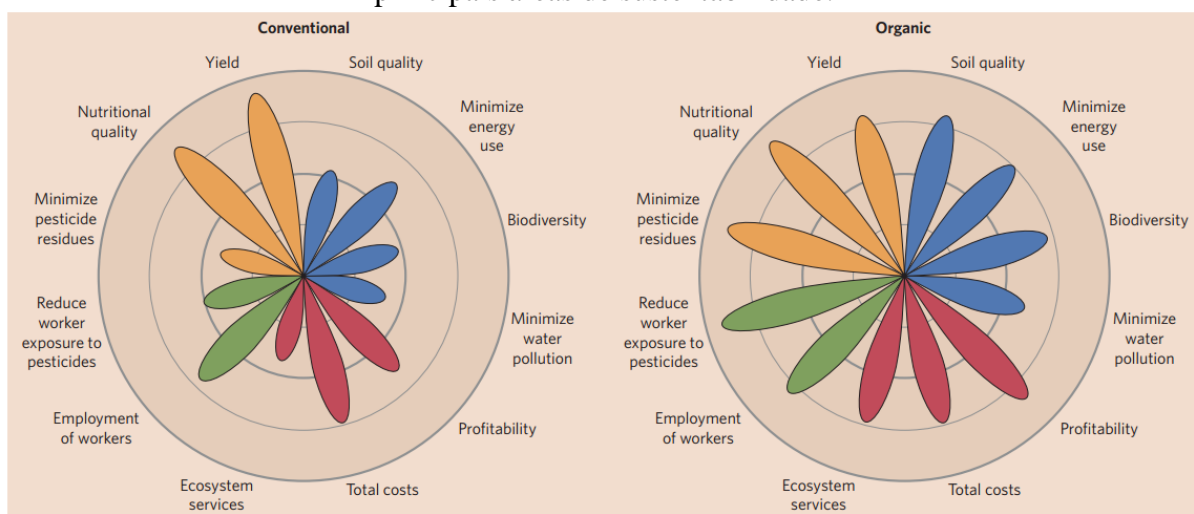 Conventional
Yield
Soil quality
Nutritional
quality
Minimize
energy
use
Minimize
pesticide
residues
Biodiversity
Reduce
worker
exposure to
pesticides
Minimize
water
pollution
Employment
of workers
Profitability
Ecosystem
services
Total costs
Organic
Yield
Soil quality
Nutritional
quality
Minimize
energy
use
Minimize
pesticide
residues
Biodiversity
Reduce
worker
exposure to
pesticides
Minimize
water
pollution
Employment
of workers
Profitability
Ecosystem
services
Total costs